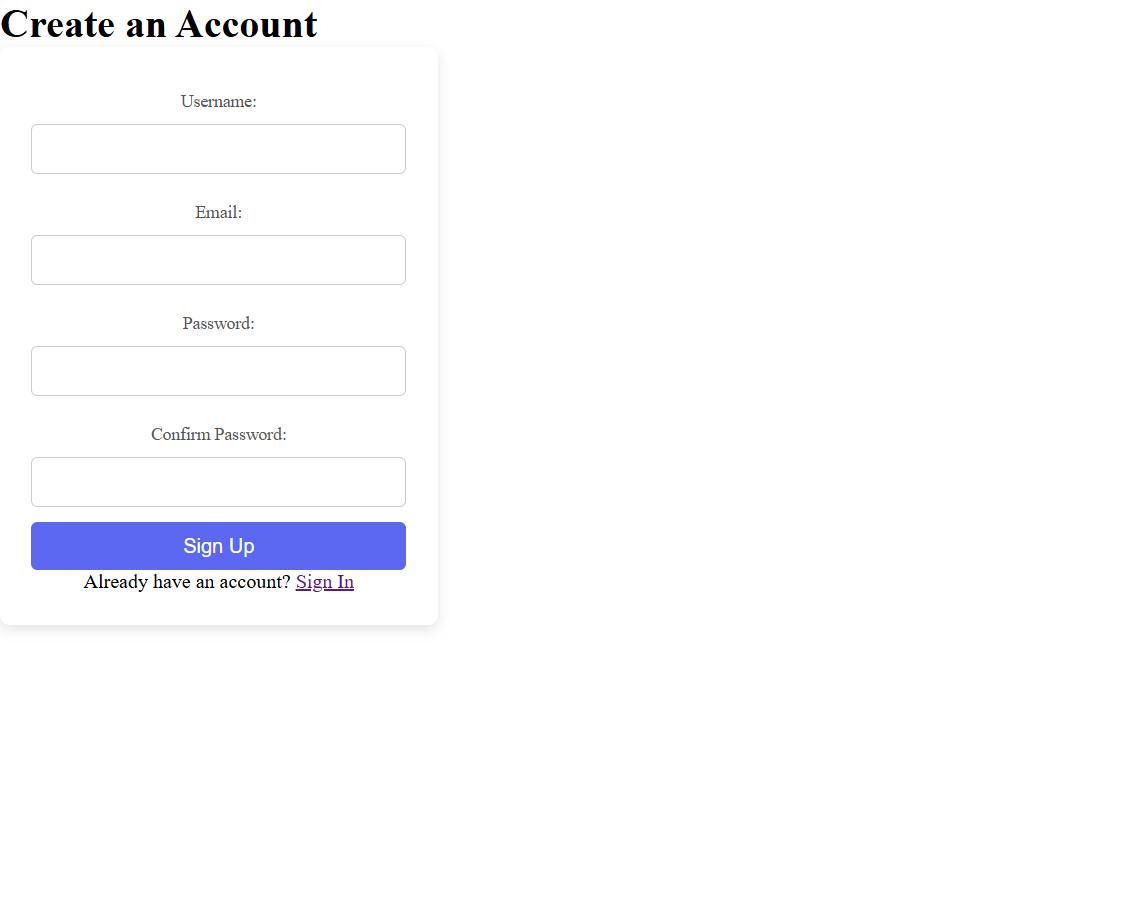 Create an Account
Username:
Email:
Password:
Confirm Password:
Sign Up
Already have an account? Sign In